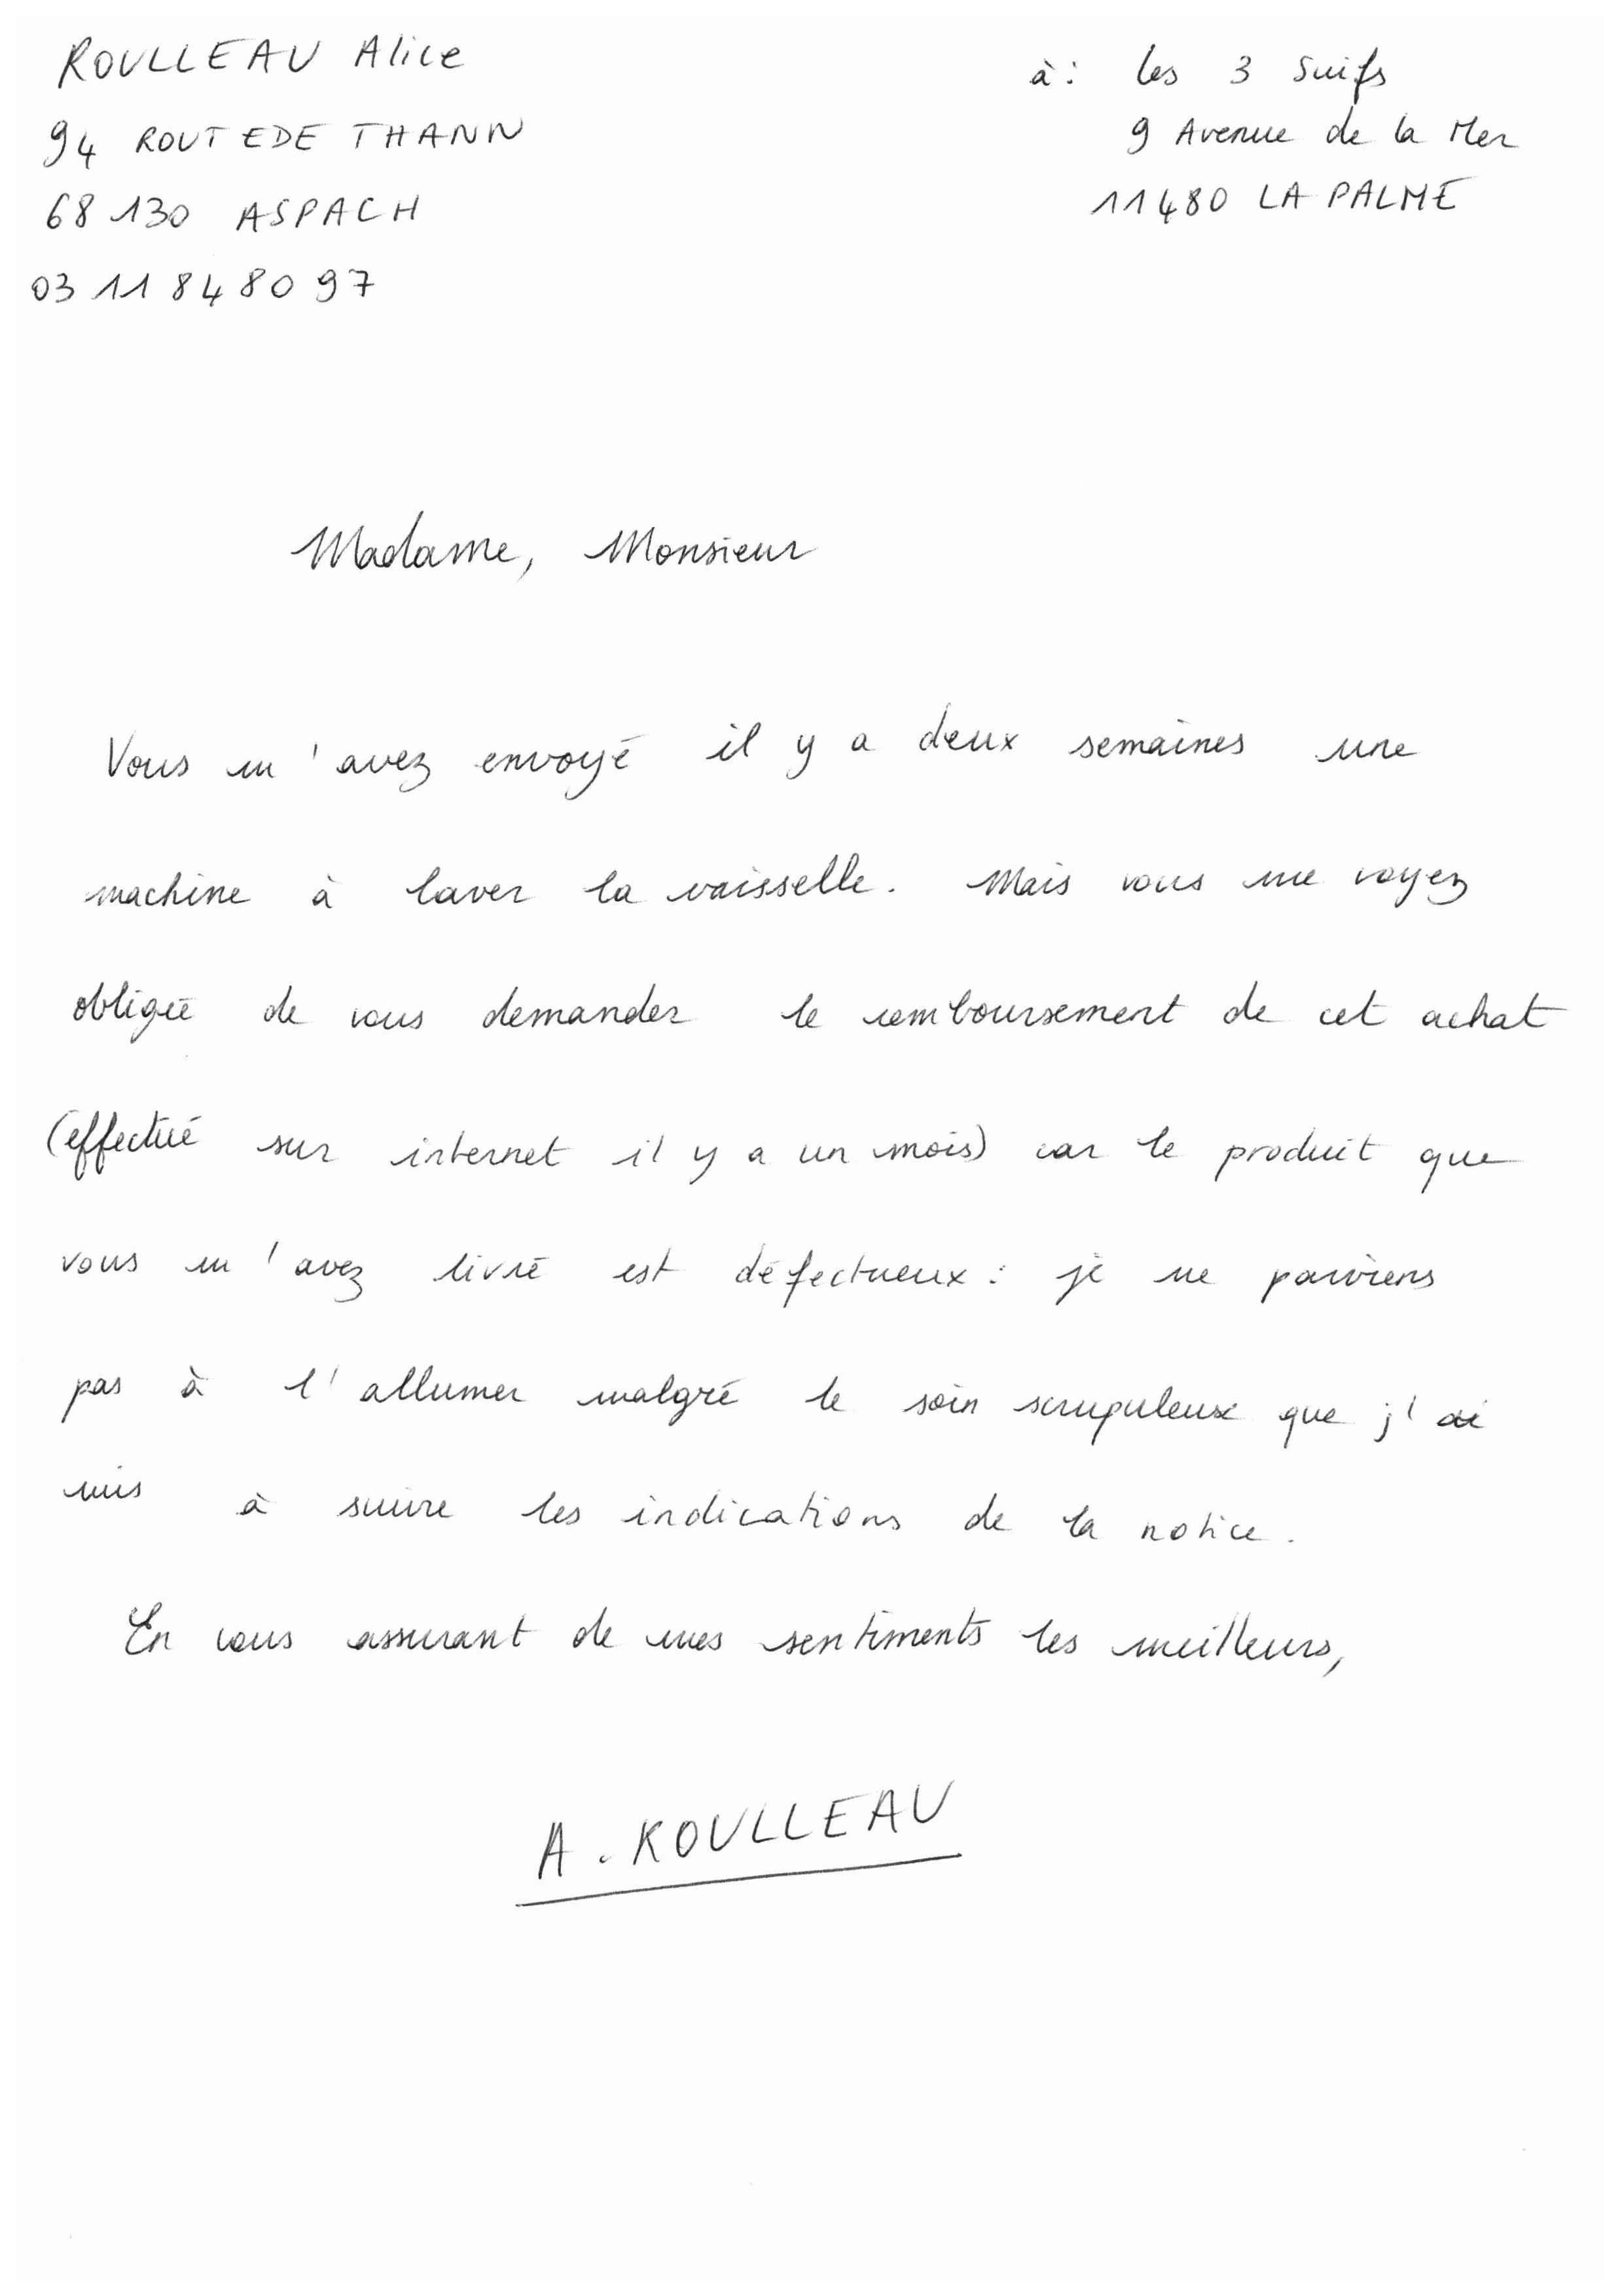 ROULLEAU Alice
94 ROUTEDE THANN
68 130 ASPACH
03 11 84 80 97
à : les 3 Suifs
9 Avenue de la Mer
11480 LA PALME
Madame, Monsieur
Vous m'avez envoyé il y a deux semaines une
machine à laver la vaisselle. Mais vous me voyez
obligée de vous demander le remboursement de cet achat
(effectué sur internet il y a un mois) car le produit que
vous m'avez livré est défectueux : je ne parviens
pas à l'allumer malgré le soin scrupuleux que j'ai
mis à suivre les indications de la notice.
En vous assurant de mes sentiments les meilleurs,
A. ROULLEAU